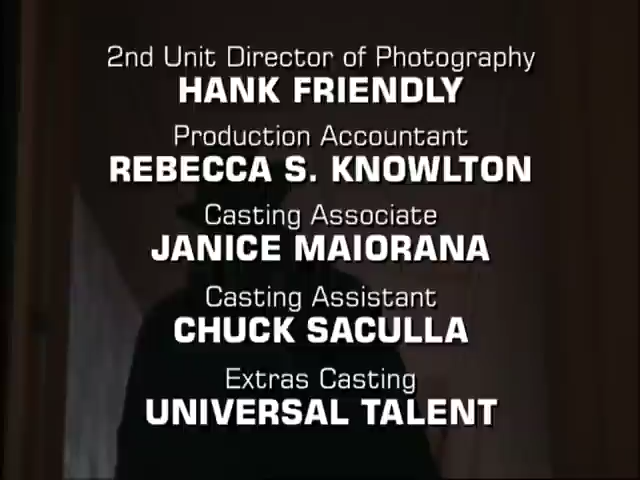 2nd Unit Director of Photography
HANK FRIENDLY
Production Accountant
REBECCA S. KNOWLTON
Casting Associate
JANICE MAIORANA
Casting Assistant
CHUCK SACULLA
Extras Casting
UNIVERSAL TALENT